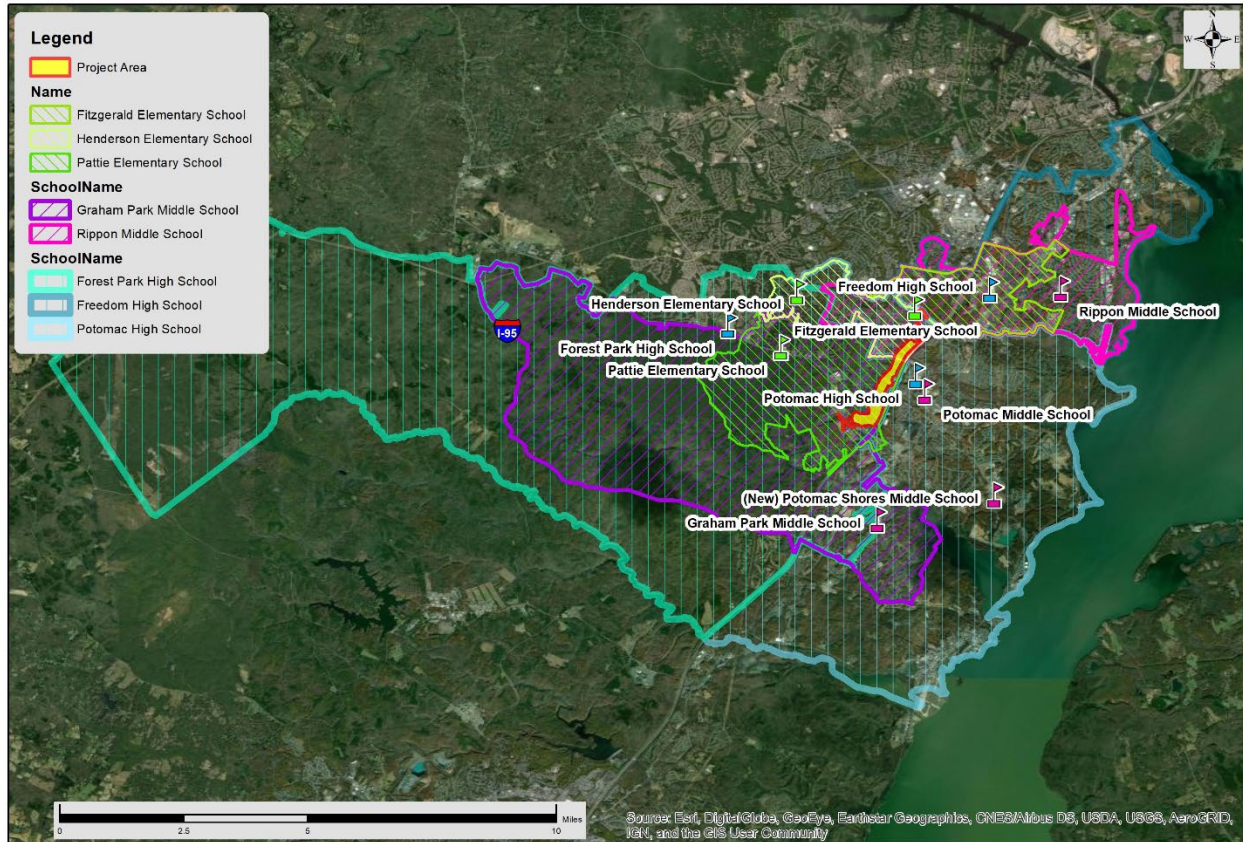 Legend
Project Area
Name
Fitzgerald Elementary School
Henderson Elementary School
Pattie Elementary School
SchoolName
Graham Park Middle School
Rippon Middle School
SchoolName
Forest Park High School
Freedom High School
Potomac High School
N
W E
S
I-95
Henderson Elementary School
Freedom High School
Rippon Middle School
Fitzgerald Elementary School
Forest Park High School
Pattie Elementary School
Potomac High School
Potomac Middle School
(New) Potomac Shores Middle School
Graham Park Middle School
Miles
0 2.5 5 10
Source: Esri, DigitalGlobe, GeoEye, Earthstar Geographics, CNES/Airbus DS, USDA, USGS, AeroGRID,
IGN, and the GIS User Community